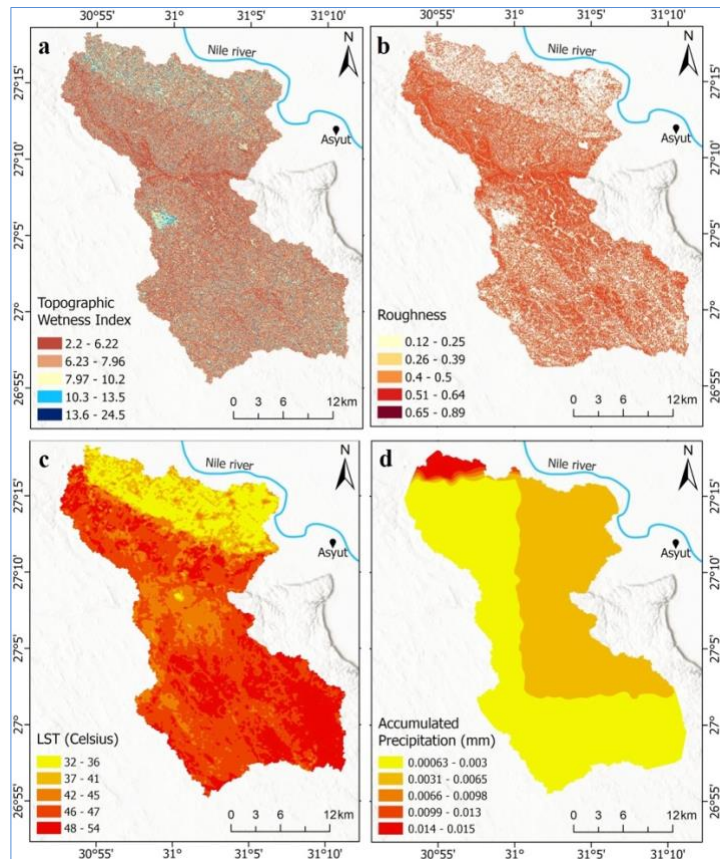 30°55' 31° 31°5' 31°10' 30°55' 31° 31°5' 31°10'
a
Nile river
N
Asyut
27°15'
27°10'
27°5'
27°
26°55'
Topographic
Wetness Index
2.2 - 6.22
6.23 - 7.96
7.97 - 10.2
10.3 - 13.5
13.6 - 24.5
0 3 6 12km
b
Nile river
N
Asyut
27°15'
27°10'
27°5'
27°
26°55'
Roughness
0.12 - 0.25
0.26 - 0.39
0.4 - 0.5
0.51 - 0.64
0.65 - 0.89
0 3 6 12km
c
Nile river
N
Asyut
27°15'
27°10'
27°5'
27°
26°55'
LST (Celsius)
32 - 36
37 - 41
42 - 45
46 - 47
48 - 54
0 3 6 12km
d
Nile river
N
Asyut
27°15'
27°10'
27°5'
27°
26°55'
Accumulated
Precipitation (mm)
0.00063 - 0.003
0.0031 - 0.0065
0.0066 - 0.0098
0.0099 - 0.013
0.014 - 0.015
0 3 6 12km
30°55' 31° 31°5' 31°10' 30°55' 31° 31°5' 31°10'